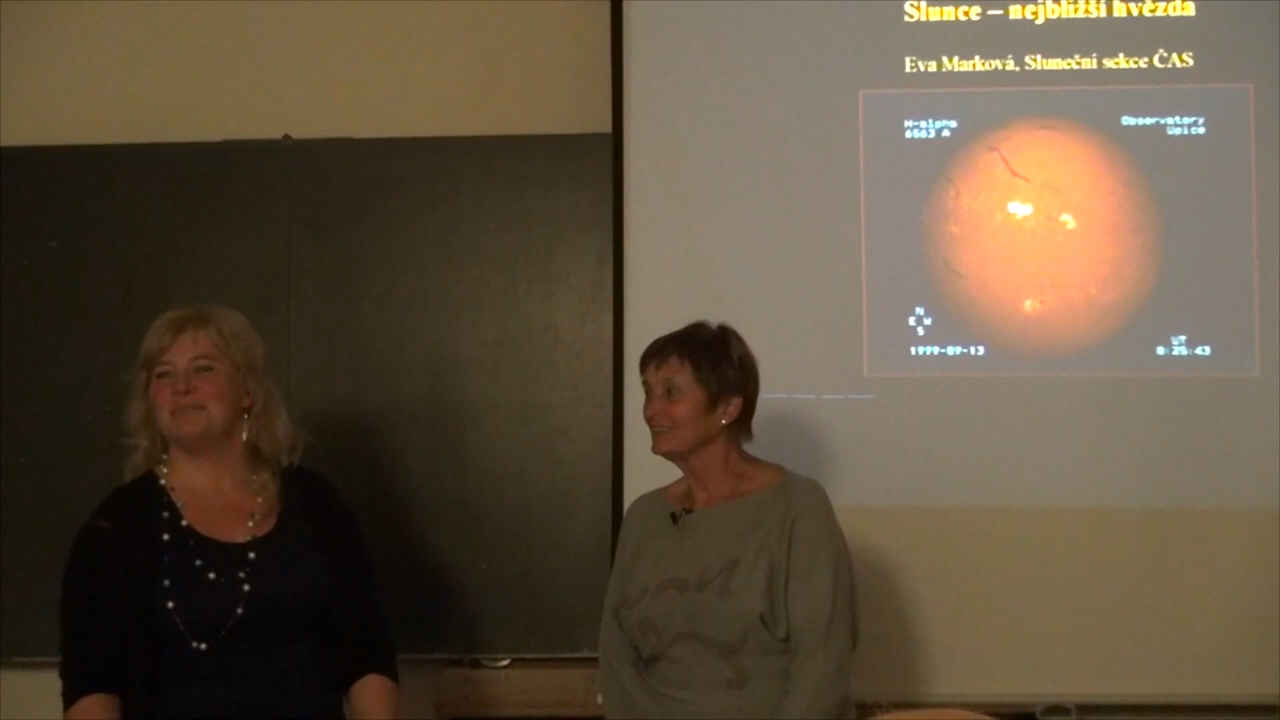 Slunce – nejbližší hvězda
Eva Marková, Sluneční sekce ČAS
H-alpha
6563 A
Observatory
Upice
N
E W
S
1999-09-13
UT
8:25:43